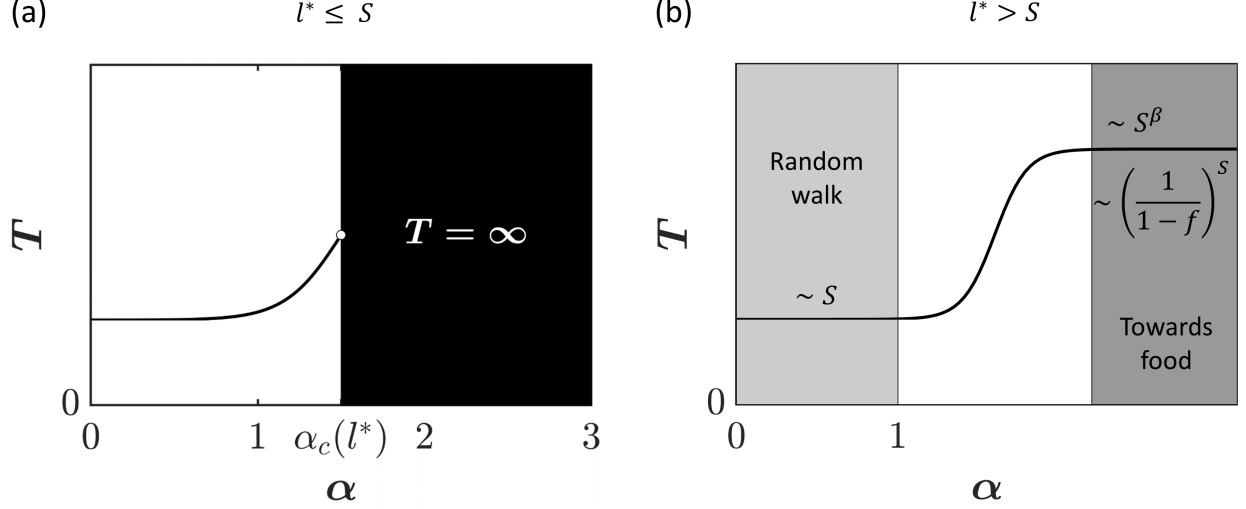 (a)
l* ≤ S
T
T = ∞
0
0 1 α_c(l*) 2 3
α
(b)
l* > S
T
Random
walk
~ S
~ S^β
~ (1/(1 − f))^S
Towards
food
0
0 1
α